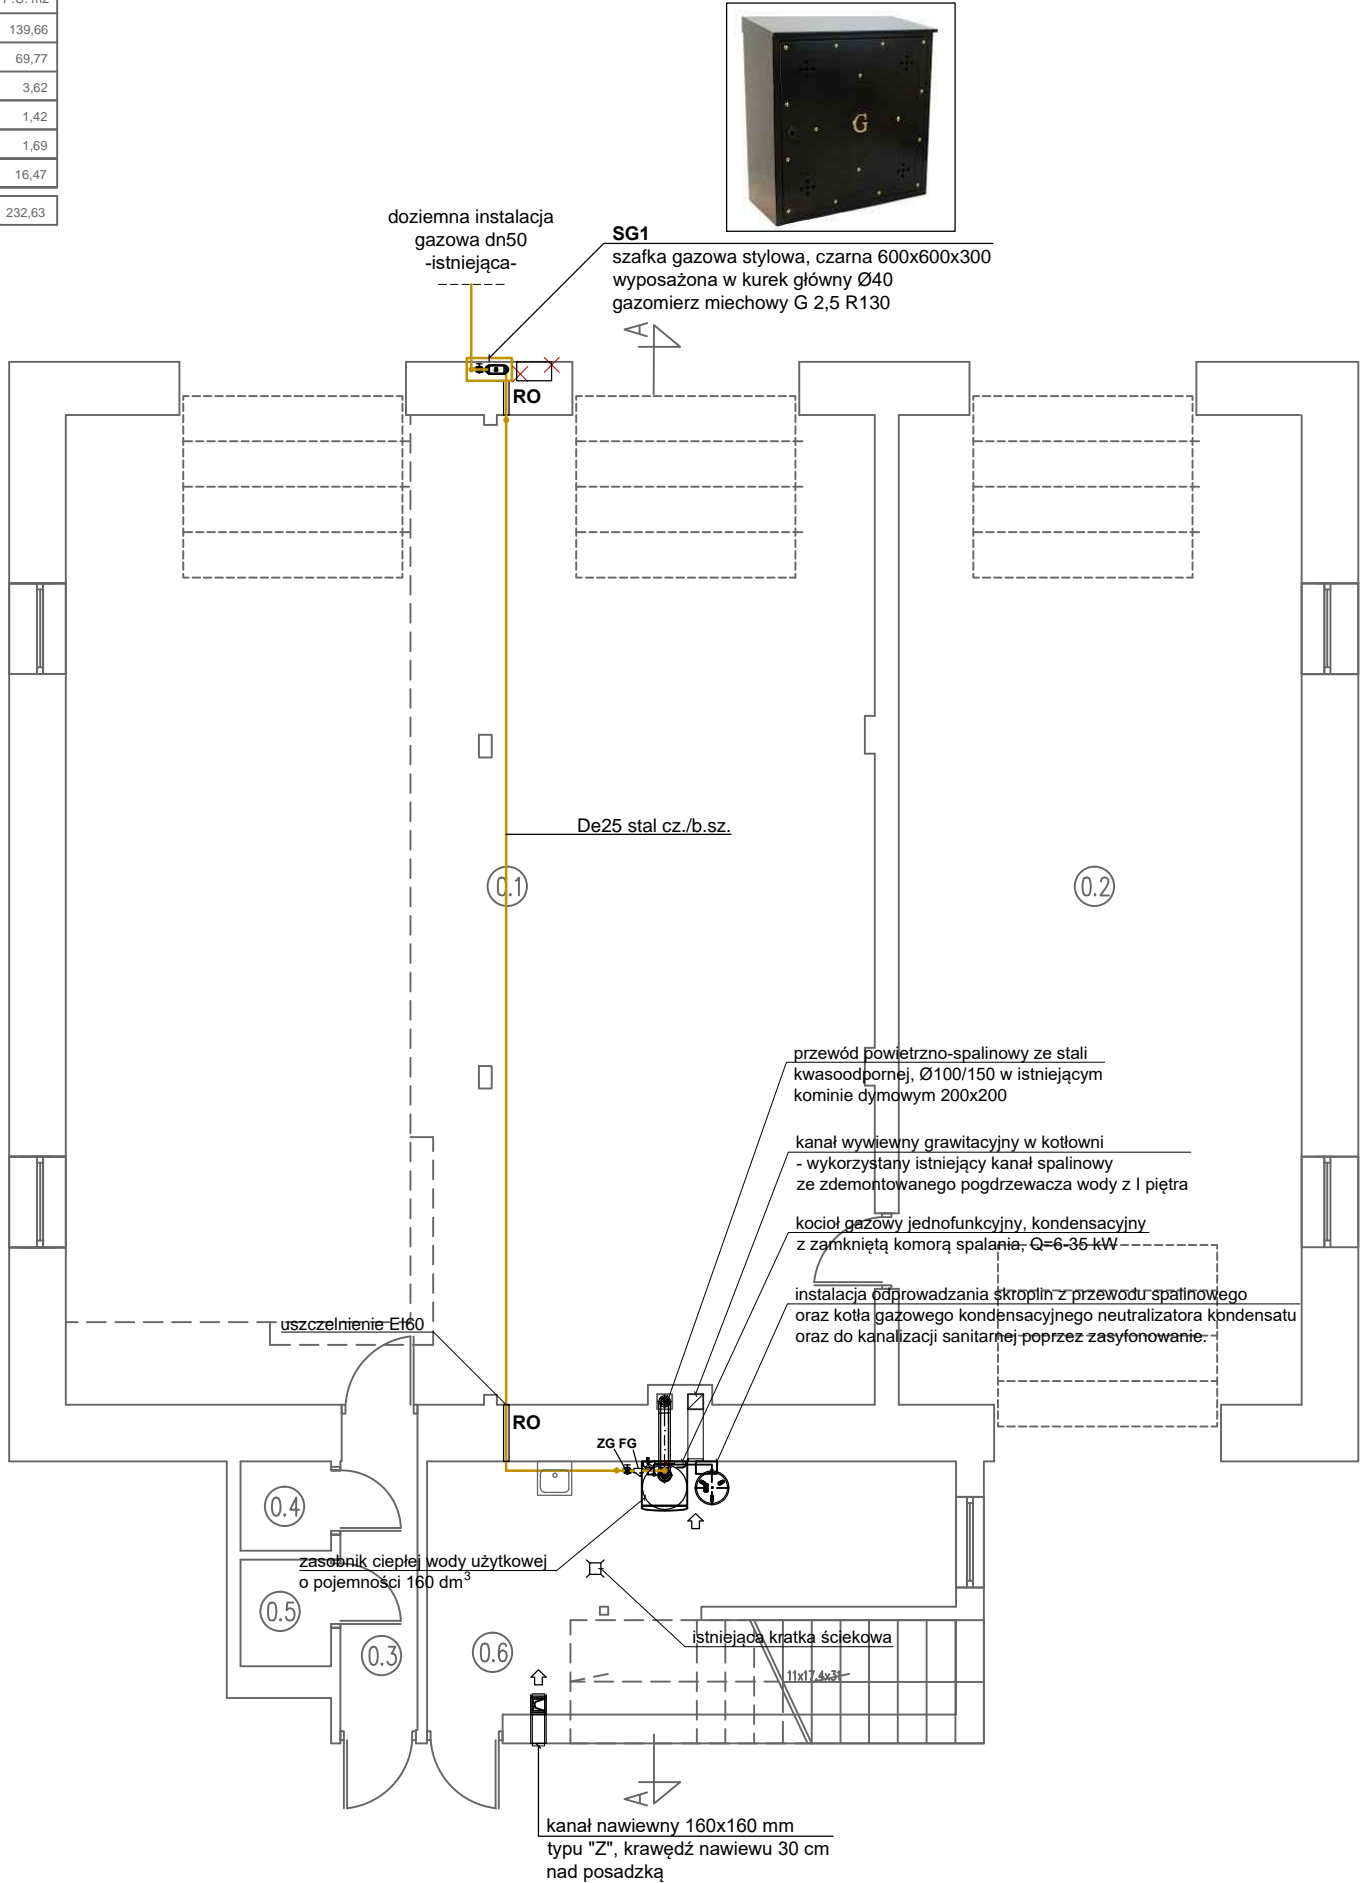 139,66
69,77
3,62
1,42
1,69
16,47
232,63
G
doziemna instalacja
gazowa dn50
-istniejąca-
SG1
szafka gazowa stylowa, czarna 600x600x300
wyposażona w kurek główny Ø40
gazomierz miechowy G 2,5 R130
A
RO
De25 stal cz./b.sz.
0.1
0.2
przewód powietrzno-spalinowy ze stali
kwasoodpornej, Ø100/150 w istniejącym
kominie dymowym 200x200
kanał wywiewny grawitacyjny w kotłowni
- wykorzystany istniejący kanał spalinowy
ze zdemontowanego pogdrzewacza wody z I piętra
kocioł gazowy jednofunkcyjny, kondensacyjny
z zamkniętą komorą spalania, Q=6-35 kW
instalacja odprowadzania skroplin z przewodu spalinowego
oraz kotła gazowego kondensacyjnego neutralizatora kondensatu
oraz do kanalizacji sanitarnej poprzez zasyfonowanie.
uszczelnienie EI60
RO
ZG FG
0.4
zasobnik ciepłej wody użytkowej
o pojemności 160 dm³
0.5
istniejąca kratka ściekowa
0.3
0.6
11x17,4x31
A
kanał nawiewny 160x160 mm
typu "Z", krawędź nawiewu 30 cm
nad posadzką